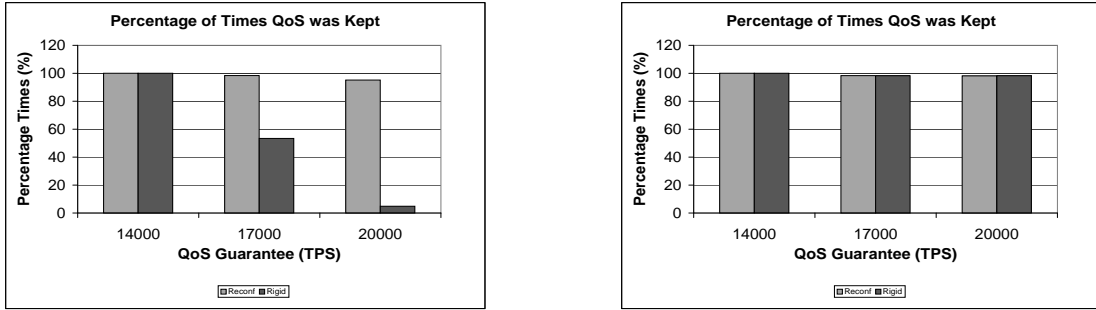 Percentage of Times QoS was Kept
Percentage Times (%)
120
100
80
60
40
20
0
14000 17000 20000
QoS Guarantee (TPS)
Reconf Rigid
Percentage of Times QoS was Kept
Percentage Times (%)
120
100
80
60
40
20
0
14000 17000 20000
QoS Guarantee (TPS)
Reconf Rigid